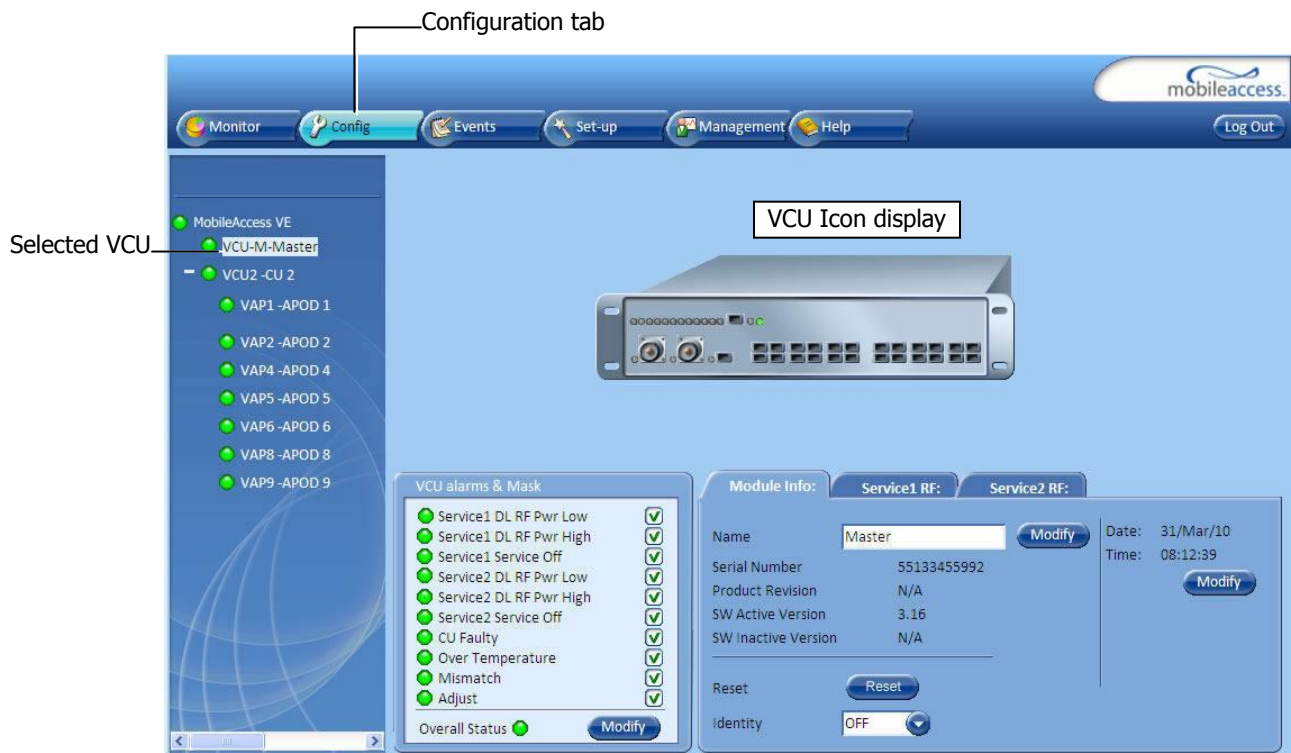 Configuration tab
mobileaccess.
Monitor
Config
Events
Set-up
Management
Help
Log Out
Selected VCU
MobileAccess VE
VCU-M-Master
VCU2 -CU 2
VAP1 -APOD 1
VAP2 -APOD 2
VAP4 -APOD 4
VAP5 -APOD 5
VAP6 -APOD 6
VAP8 -APOD 8
VAP9 -APOD 9
VCU Icon display
VCU alarms & Mask
Service1 DL RF Pwr Low
Service1 DL RF Pwr High
Service1 Service Off
Service2 DL RF Pwr Low
Service2 DL RF Pwr High
Service2 Service Off
CU Faulty
Over Temperature
Mismatch
Adjust
Overall Status
Modify
Module Info:
Service1 RF:
Service2 RF:
Name Master Modify
Serial Number 55133455992
Product Revision N/A
SW Active Version 3.16
SW Inactive Version N/A
Reset Reset
Identity OFF
Date: 31/Mar/10
Time: 08:12:39
Modify